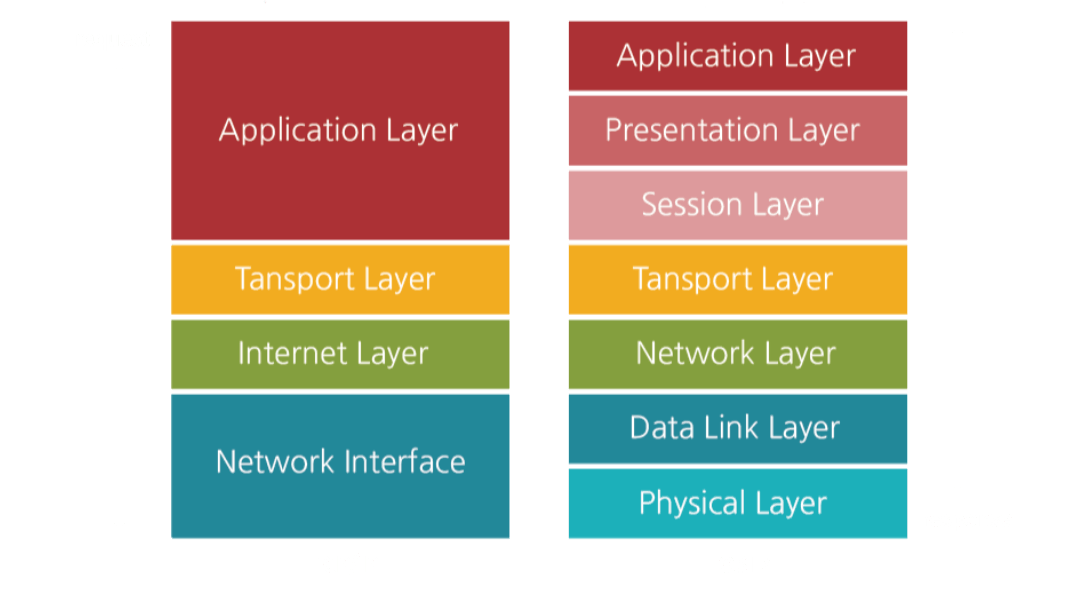 Application Layer
Tansport Layer
Internet Layer
Network Interface
Application Layer
Presentation Layer
Session Layer
Tansport Layer
Network Layer
Data Link Layer
Physical Layer